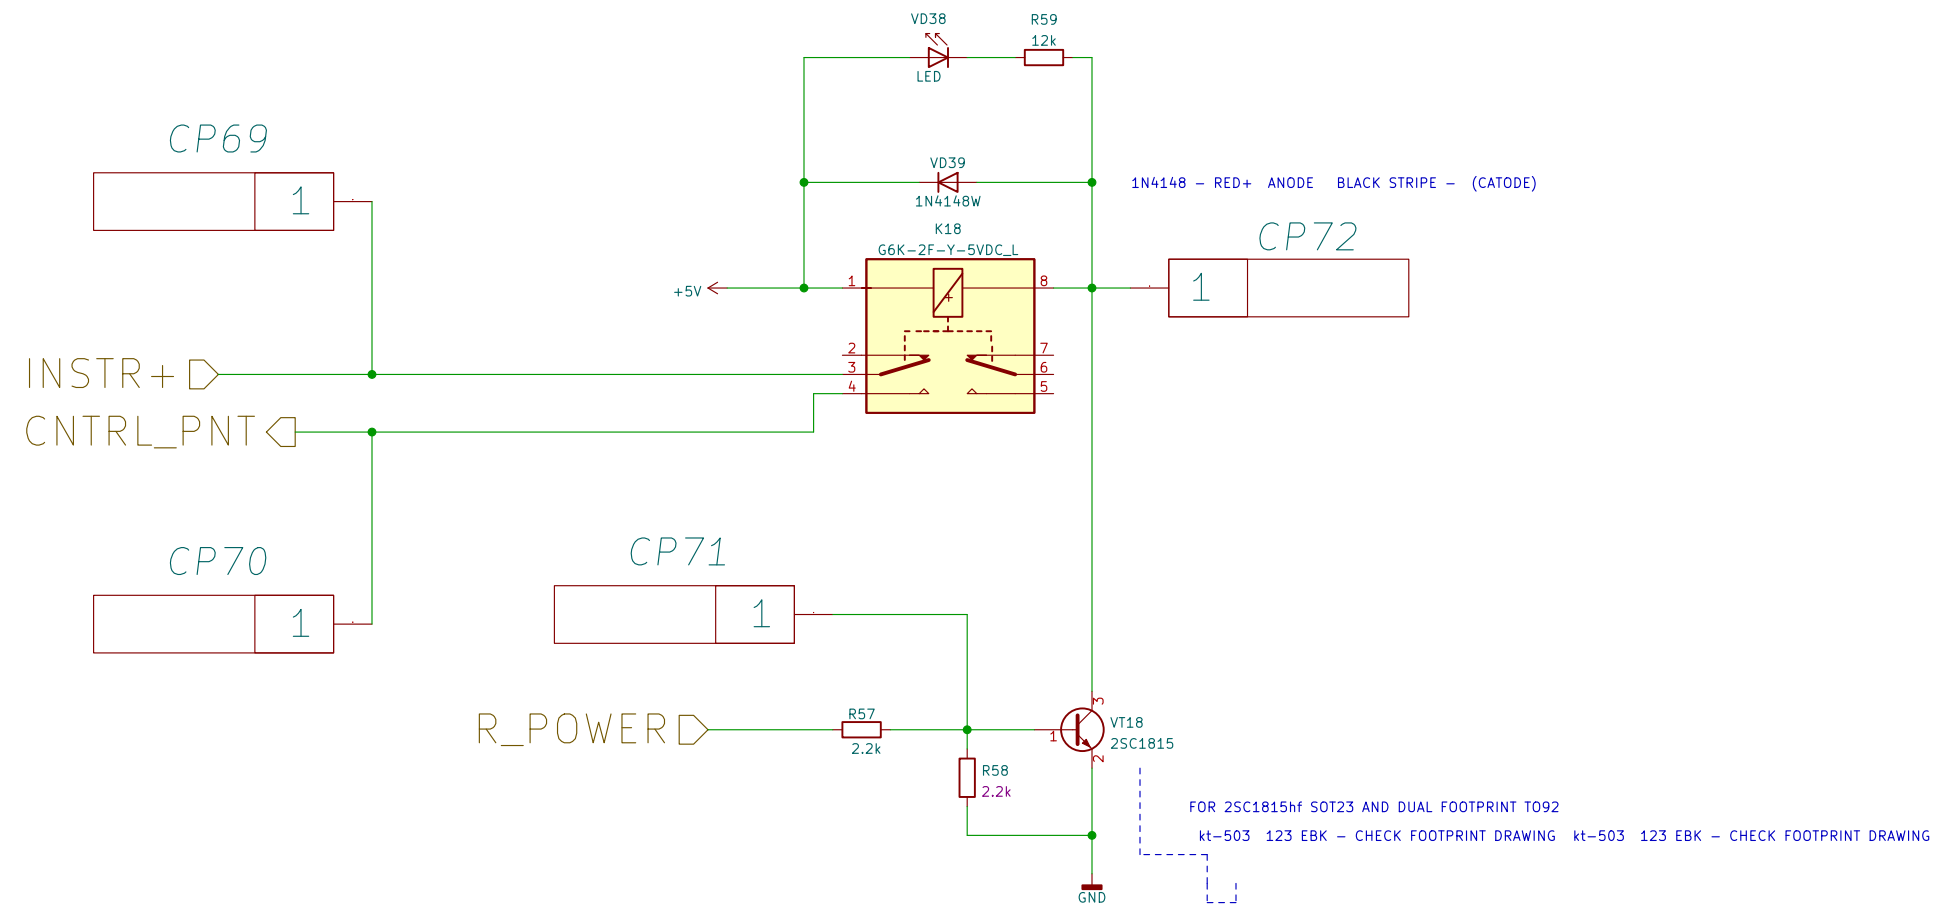 VD38
R59
12k
LED
CP69
1
VD39
1N4148W
1N4148 - RED+ ANODE BLACK STRIPE - (CATODE)
K18
G6K-2F-Y-5VDC_L
CP72
1
+5V
1
8
+
2
7
INSTR+
3
6
4
5
CNTRL_PNT
CP70
1
CP71
1
R_POWER
R57
2.2k
1
3
2
VT18
2SC1815
R58
2.2k
FOR 2SC1815hf SOT23 AND DUAL FOOTPRINT TO92
kt-503 123 EBK - CHECK FOOTPRINT DRAWING kt-503 123 EBK - CHECK FOOTPRINT DRAWING
GND